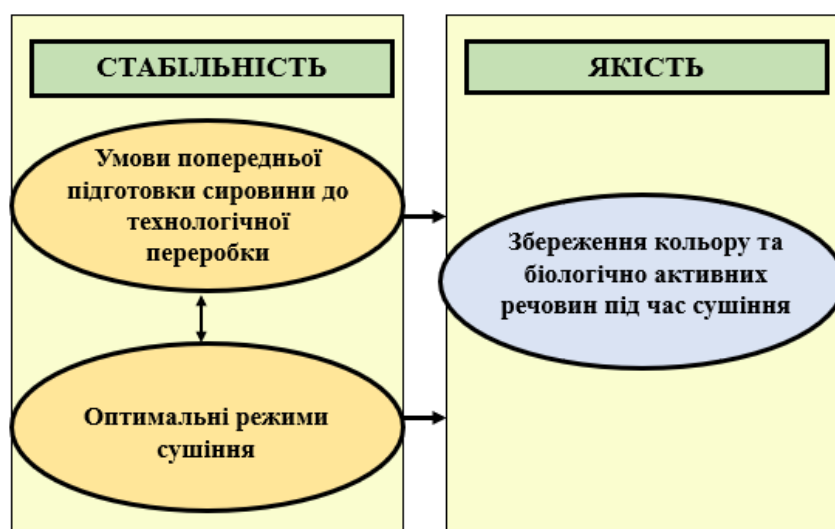 СТАБІЛЬНІСТЬ
Умови попередньої
підготовки сировини до
технологічної
переробки
Оптимальні режими
сушіння
ЯКІСТЬ
Збереження кольору та
біологічно активних
речовин під час сушіння